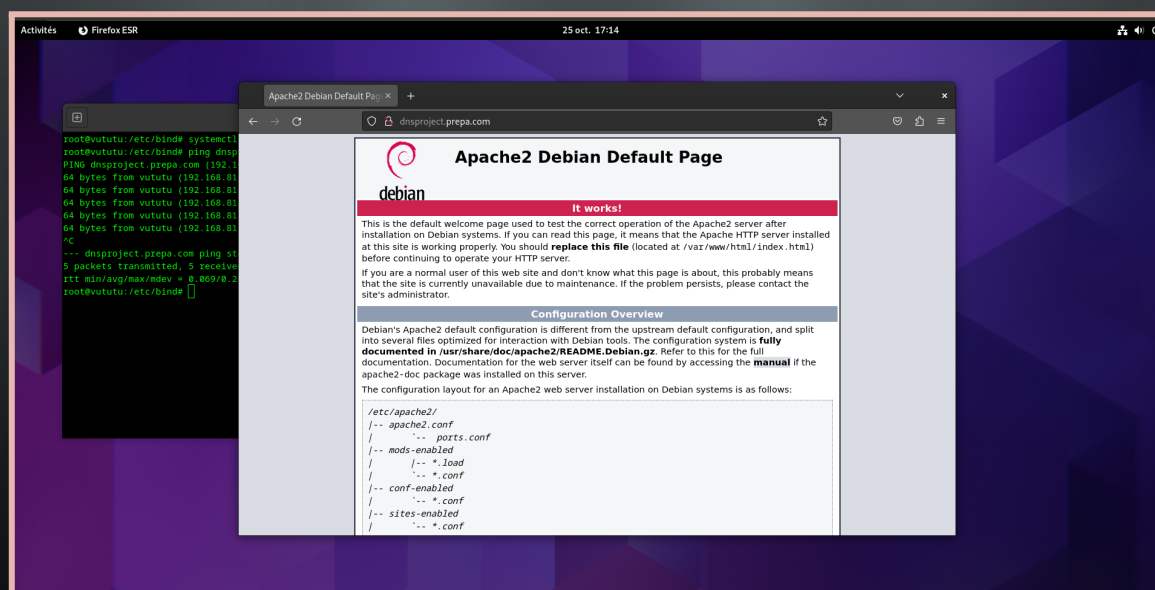 Activités Firefox ESR 25 oct. 17:14
Apache2 Debian Default Pag
dnsproject.prepa.com
root@vututu:/etc/bind# systemctl
root@vututu:/etc/bind# ping dnsp
PING dnsproject.prepa.com (192.1
64 bytes from vututu (192.168.81
64 bytes from vututu (192.168.81
64 bytes from vututu (192.168.81
64 bytes from vututu (192.168.81
64 bytes from vututu (192.168.81
^C
--- dnsproject.prepa.com ping st
5 packets transmitted, 5 receive
rtt min/avg/max/mdev = 0.069/0.2
root@vututu:/etc/bind#
debian
Apache2 Debian Default Page
It works!
This is the default welcome page used to test the correct operation of the Apache2 server after
installation on Debian systems. If you can read this page, it means that the Apache HTTP server installed
at this site is working properly. You should replace this file (located at /var/www/html/index.html)
before continuing to operate your HTTP server.
If you are a normal user of this web site and don't know what this page is about, this probably means
that the site is currently unavailable due to maintenance. If the problem persists, please contact the
site's administrator.
Configuration Overview
Debian's Apache2 default configuration is different from the upstream default configuration, and split
into several files optimized for interaction with Debian tools. The configuration system is fully
documented in /usr/share/doc/apache2/README.Debian.gz. Refer to this for the full
documentation. Documentation for the web server itself can be found by accessing the manual if the
apache2-doc package was installed on this server.
The configuration layout for an Apache2 web server installation on Debian systems is as follows:
/etc/apache2/
|-- apache2.conf
|       `--  ports.conf
|-- mods-enabled
|       |-- *.load
|       `-- *.conf
|-- conf-enabled
|       `-- *.conf
|-- sites-enabled
|       `-- *.conf